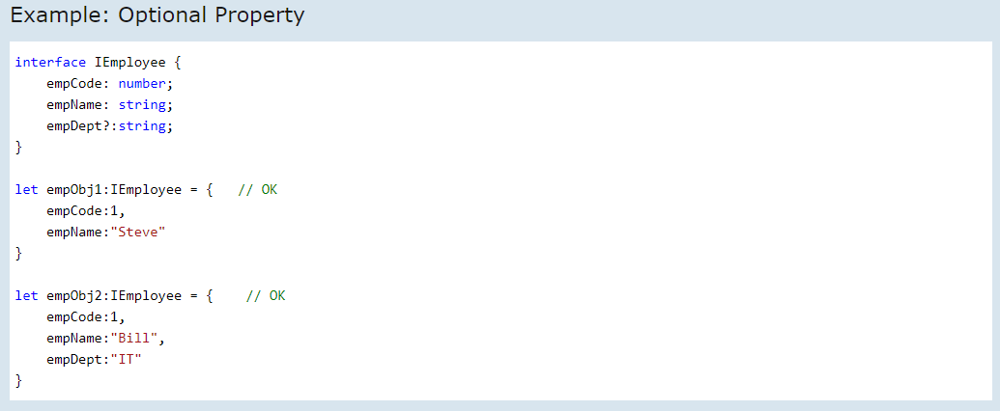 Example: Optional Property
interface IEmployee {
    empCode: number;
    empName: string;
    empDept?:string;
}
let empObj1:IEmployee = {   // OK
    empCode:1,
    empName:"Steve"
}
let empObj2:IEmployee = {    // OK
    empCode:1,
    empName:"Bill",
    empDept:"IT"
}